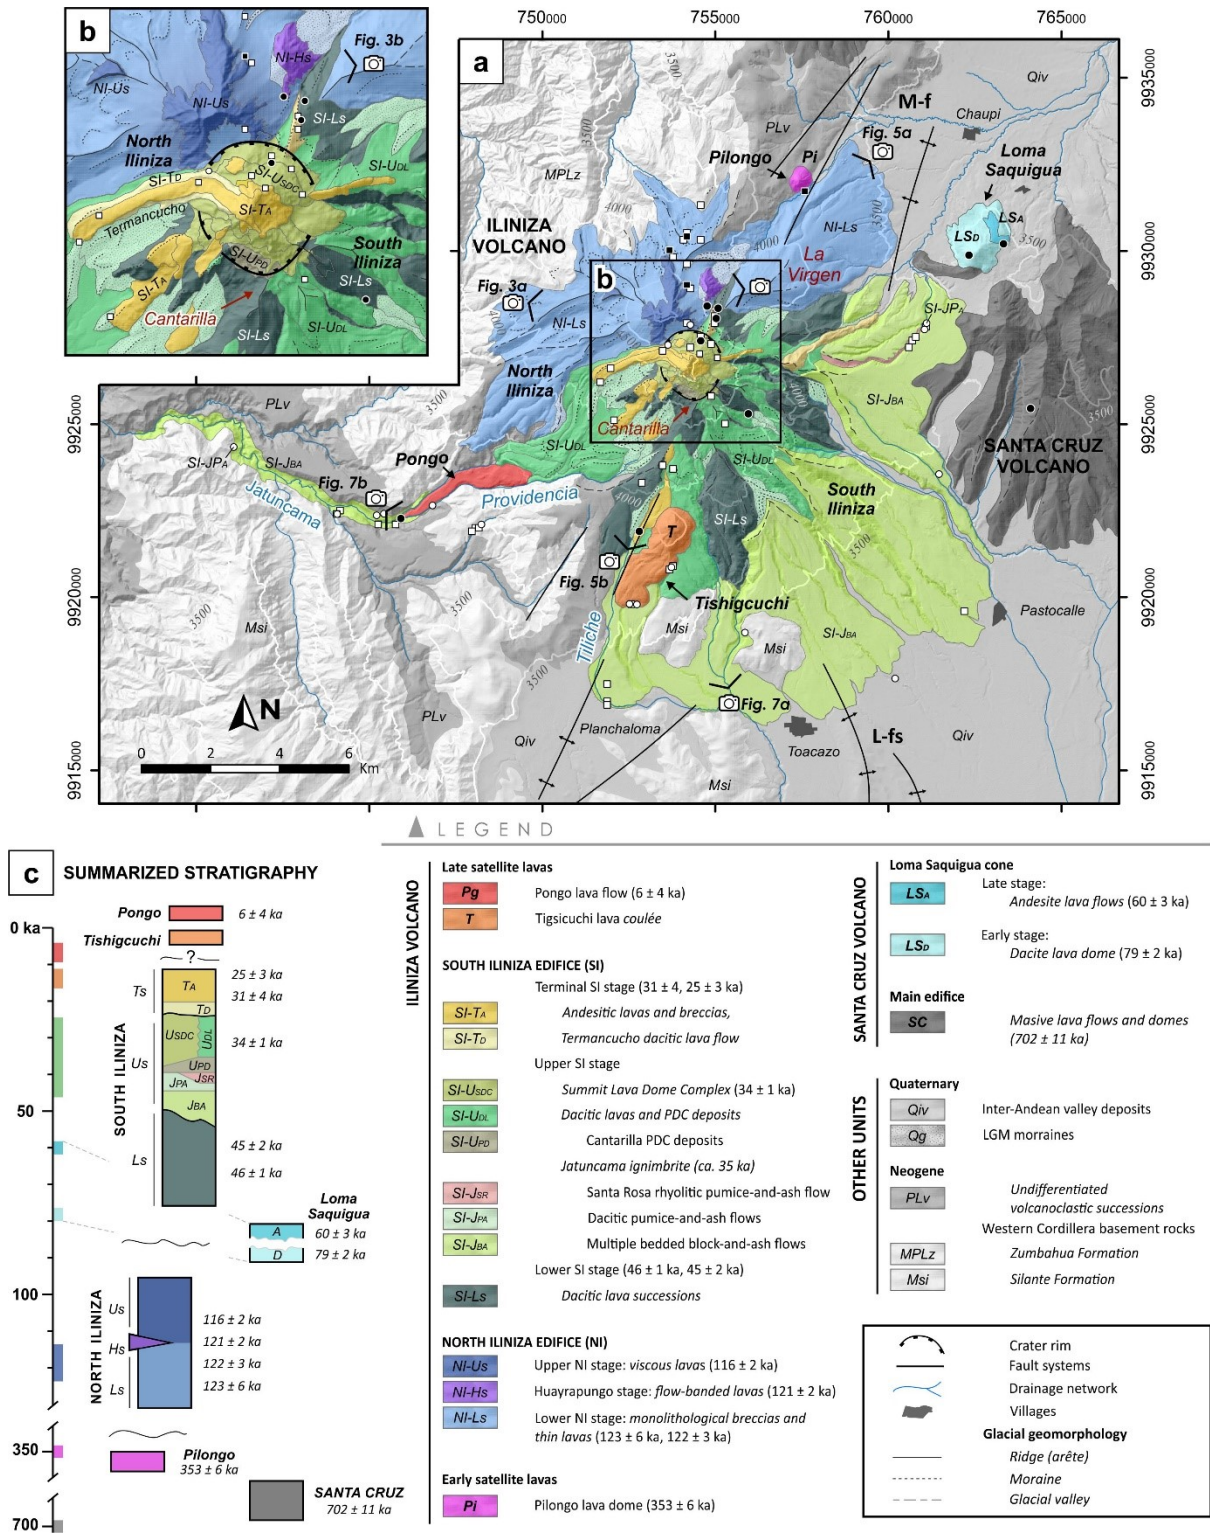 b
Fig. 3b
NI-Hs
NI-Us
NI-Us
SI-Ls
North
Iliniza
SI-UDL
SI-USDC
SI-TD
Termancucho
SI-TA
SI-UPD
South
Iliniza
SI-TA
SI-Ls
Cantarilla
SI-UDL
SI-Ls
750000
755000
760000
765000
a
3500
Qiv
M-f
Chaupi
9935000
PLv
Fig. 5a
Pilongo
Pi
Loma
Saquigua
3500
MPLz
4000
ILINIZA
VOLCANO
NI-Ls
3500
LSA
LSD
3500
9930000
4000
La
Virgen
b
Fig. 3a
4000
NI-Ls
SI-JPA
North
Iliniza
SI-JBA
4000
3500
Cantarilla
9925000
9925000
PLv
3500
SI-UDL
SANTA CRUZ
VOLCANO
SI-JPA
SI-JBA
Pongo
SI-UDL
South
Iliniza
Fig. 7b
Jatuncama
Providencia
4000
SI-Ls
3500
T
Fig. 5b
9920000
Tishigcuchi
Pastocalle
9920000
3500
Msi
Msi
Msi
SI-JBA
Tiliche
3500
PLv
Fig. 7a
N
Qiv
Planchaloma
Toacazo
L-fs
Qiv
0 2 4 6
Km
Msi
9915000
9915000
LEGEND
c SUMMARIZED STRATIGRAPHY
Pongo 6 ± 4 ka
0 ka
Tishigcuchi
?
Ts
TA
25 ± 3 ka
31 ± 4 ka
TD
SOUTH ILINIZA
Us
USDC
UDL
34 ± 1 ka
UPD
JPA
JSR
JBA
50
Ls
45 ± 2 ka
46 ± 1 ka
Loma
Saquigua
A 60 ± 3 ka
D 79 ± 2 ka
100
NORTH ILINIZA
Us
116 ± 2 ka
Hs
121 ± 2 ka
122 ± 3 ka
Ls
123 ± 6 ka
350
Pilongo
353 ± 6 ka
SANTA CRUZ
702 ± 11 ka
700
ILINIZA VOLCANO
Late satellite lavas
Pg Pongo lava flow (6 ± 4 ka)
T Tigsicuchi lava coulée
SOUTH ILINIZA EDIFICE (SI)
Terminal SI stage (31 ± 4, 25 ± 3 ka)
SI-TA Andesitic lavas and breccias,
SI-TD Termancucho dacitic lava flow
Upper SI stage
SI-USDC Summit Lava Dome Complex (34 ± 1 ka)
SI-UDL Dacitic lavas and PDC deposits
SI-UPD Cantarilla PDC deposits
Jatuncama ignimbrite (ca. 35 ka)
SI-JSR Santa Rosa rhyolitic pumice-and-ash flow
SI-JPA Dacitic pumice-and-ash flows
SI-JBA Multiple bedded block-and-ash flows
Lower SI stage (46 ± 1 ka, 45 ± 2 ka)
SI-Ls Dacitic lava successions
NORTH ILINIZA EDIFICE (NI)
NI-Us Upper NI stage: viscous lavas (116 ± 2 ka)
NI-Hs Huayrapungo stage: flow-banded lavas (121 ± 2 ka)
NI-Ls Lower NI stage: monolithological breccias and
thin lavas (123 ± 6 ka, 122 ± 3 ka)
Early satellite lavas
Pi Pilongo lava dome (353 ± 6 ka)
SANTA CRUZ VOLCANO
Loma Saquigua cone
LSA Late stage:
Andesite lava flows (60 ± 3 ka)
LSD Early stage:
Dacite lava dome (79 ± 2 ka)
Main edifice
SC Masive lava flows and domes
(702 ± 11 ka)
OTHER UNITS
Quaternary
Qiv Inter-Andean valley deposits
Qg LGM morraines
Neogene
PLv Undifferentiated
volcanoclastic successions
Western Cordillera basement rocks
MPLz Zumbahua Formation
Msi Silante Formation
Crater rim
Fault systems
Drainage network
Villages
Glacial geomorphology
Ridge (arête)
Moraine
Glacial valley